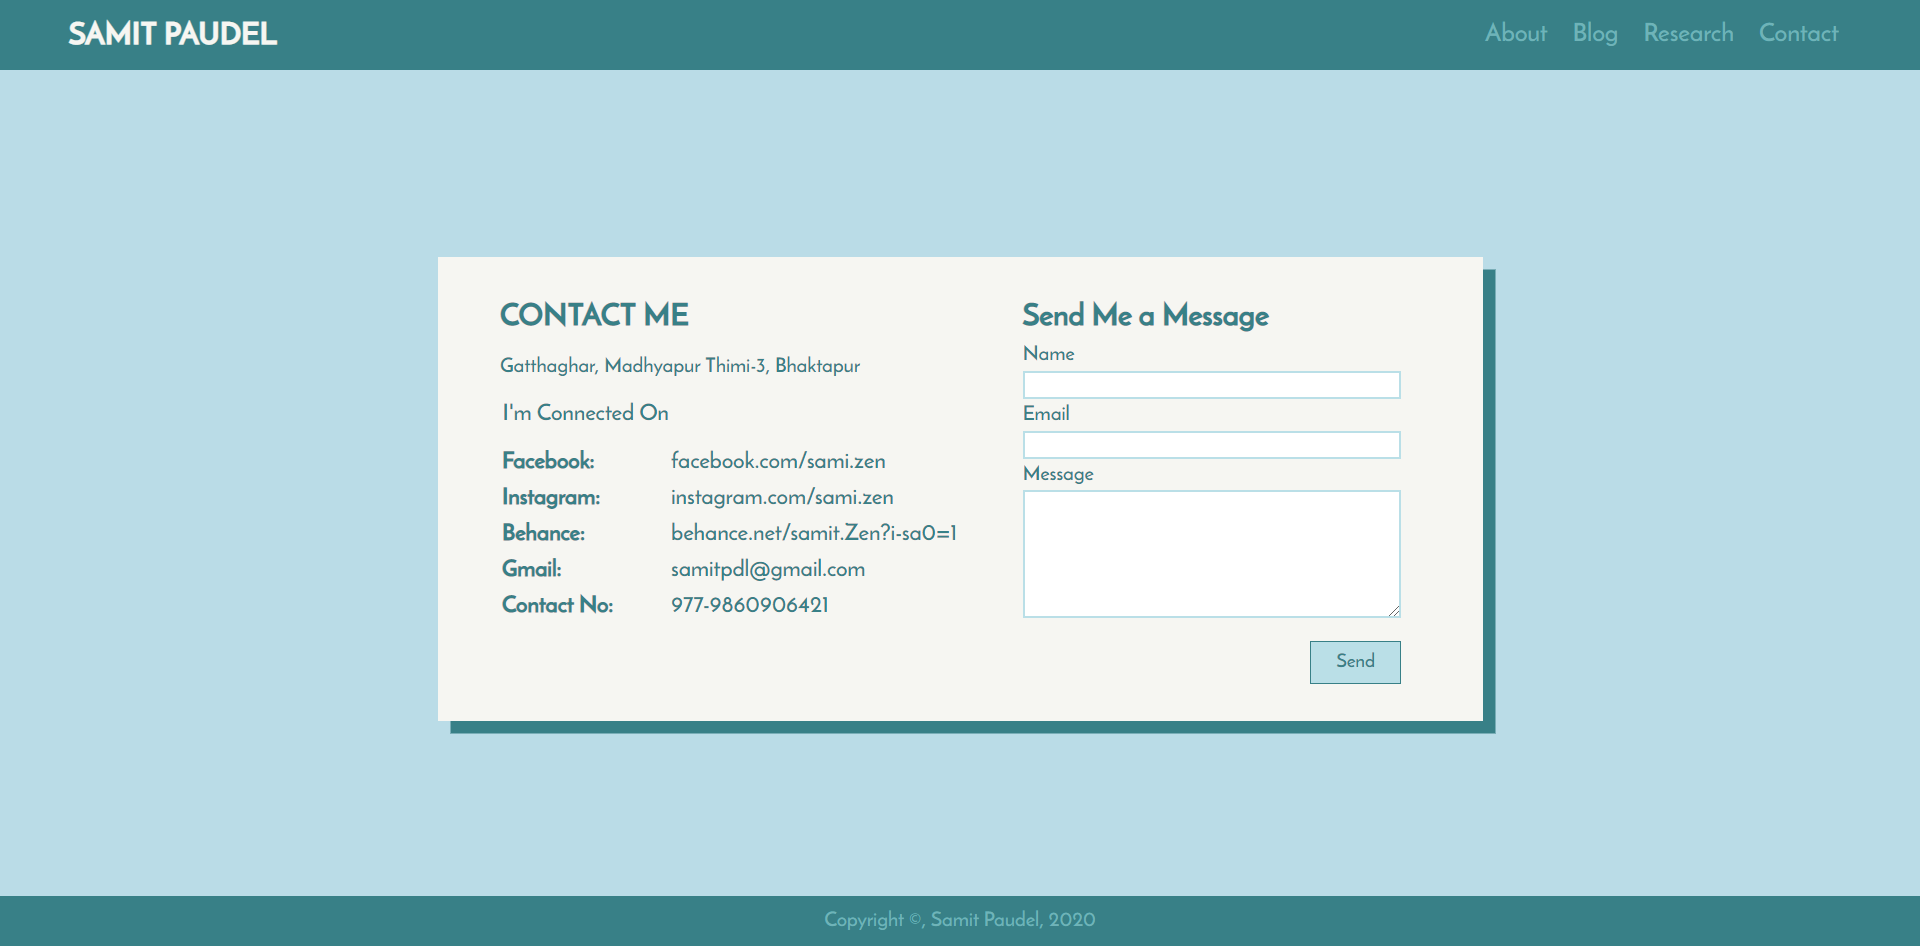 SAMIT PAUDEL
About Blog Research Contact
CONTACT ME
Gatthaghar, Madhyapur Thimi-3, Bhaktapur
I'm Connected On
Facebook: facebook.com/sami.zen
Instagram: instagram.com/sami.zen
Behance: behance.net/samit.Zen?i-sa0=1
Gmail: samitpdl@gmail.com
Contact No: 977-9860906421
Send Me a Message
Name
Email
Message
Send
Copyright ©, Samit Paudel, 2020